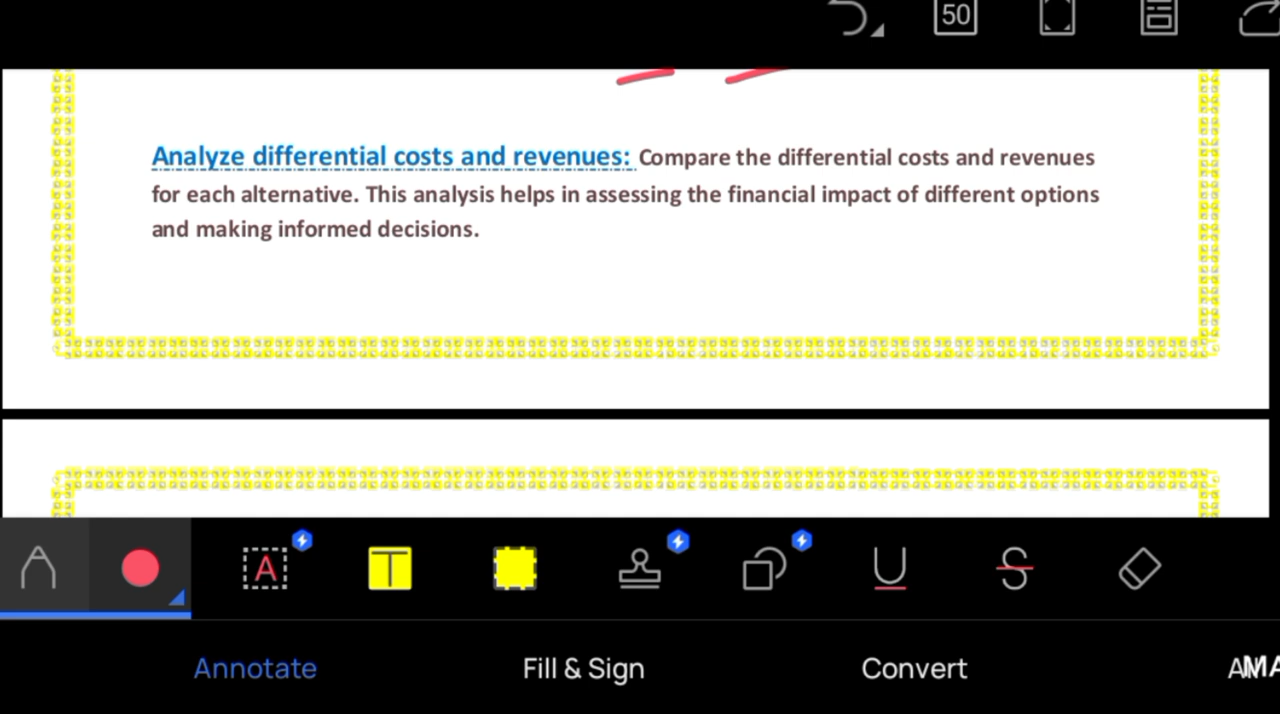 50
Analyze differential costs and revenues: Compare the differential costs and revenues
for each alternative. This analysis helps in assessing the financial impact of different options
and making informed decisions.
A T U S
Annotate Fill & Sign Convert